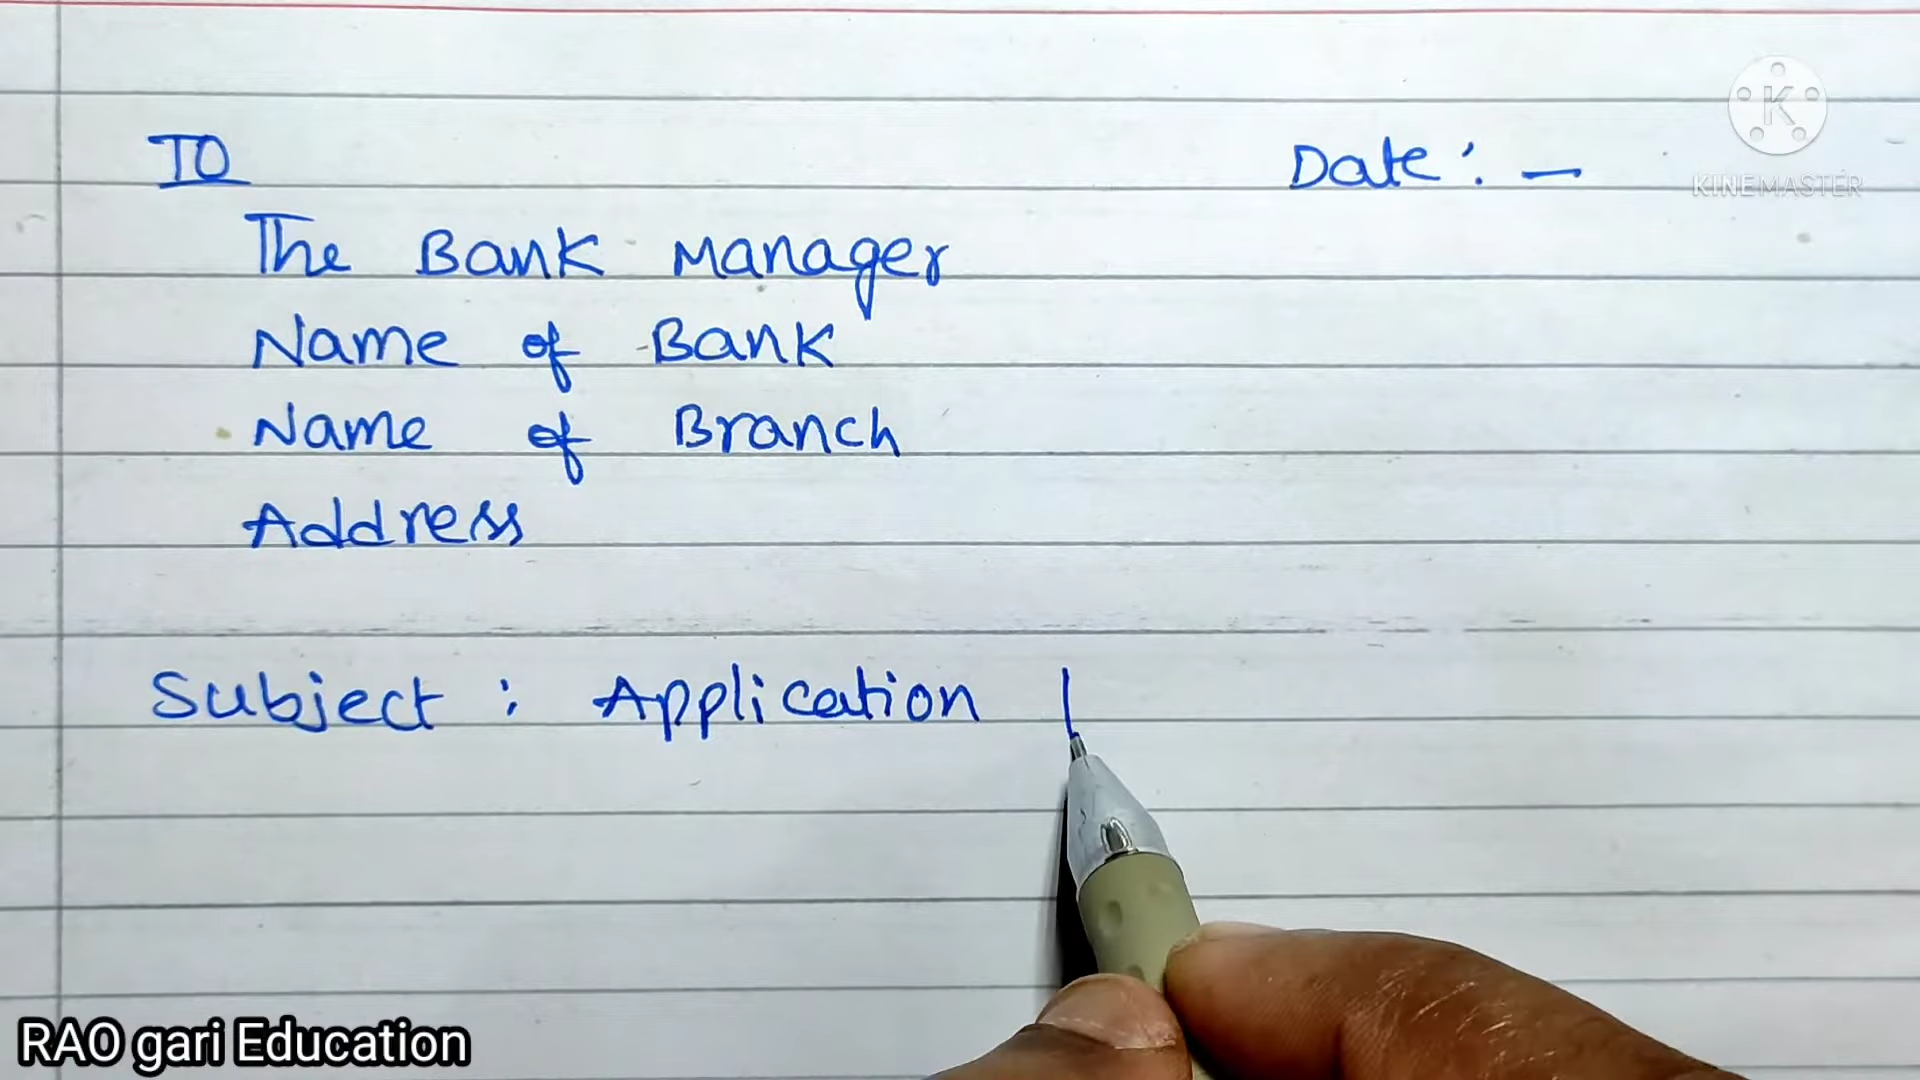 TO
Date : -
The Bank Manager
Name of Bank
Name of Branch
Address
Subject : Application
KINEMASTER
RAO gari Education